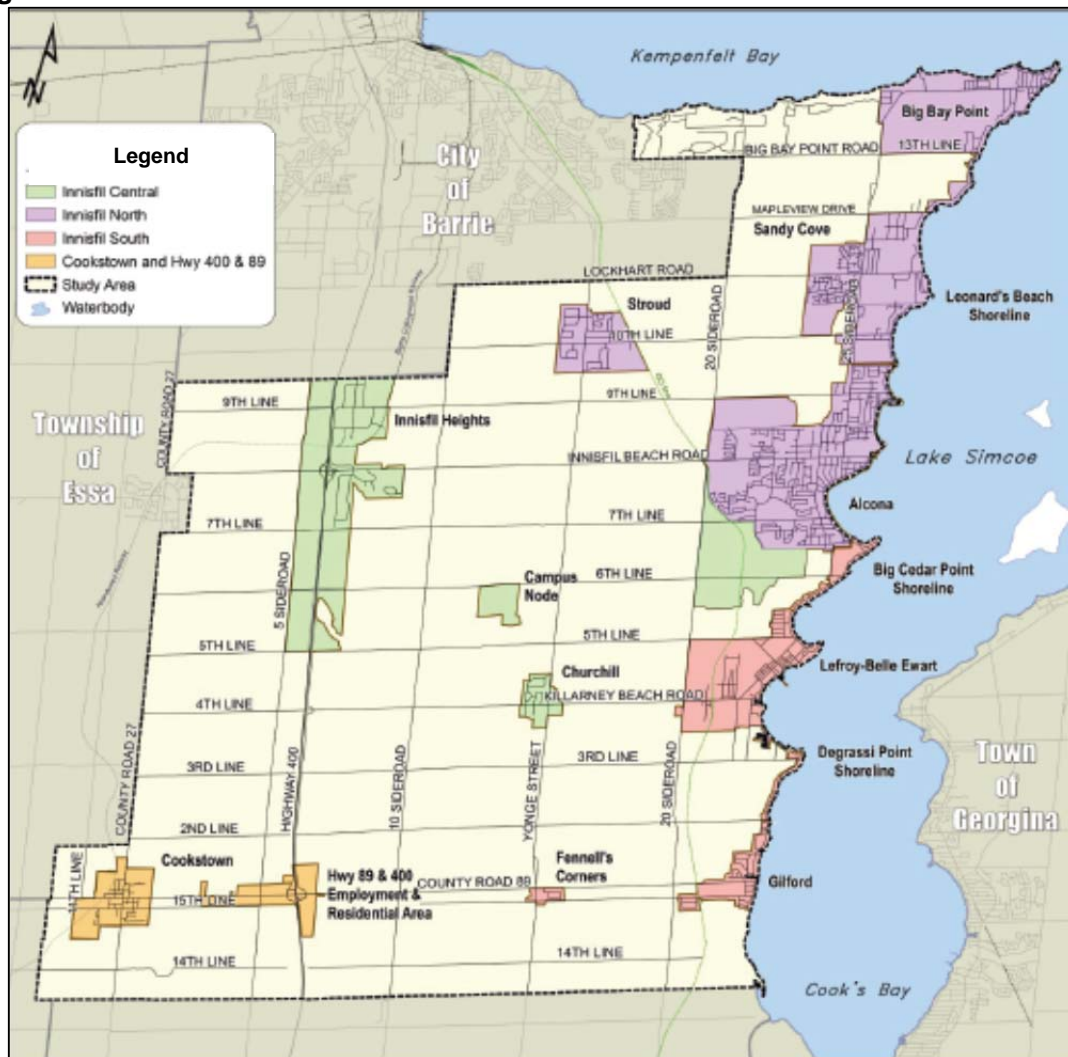 g
N
Kempenfelt Bay
Legend
Innisfil Central
Innisfil North
Innisfil South
Cookstown and Hwy 400 & 89
Study Area
Waterbody
City
of
Barrie
Big Bay Point
BIG BAY POINT ROAD
13TH LINE
MAPLEVIEW DRIVE
Sandy Cove
LOCKHART ROAD
Stroud
10TH LINE
20 SIDEROAD
Leonard's Beach
Shoreline
COUNTY ROAD 27
9TH LINE
9TH LINE
Innisfil Heights
Township
of
Essa
INNISFIL BEACH ROAD
Lake Simcoe
Alcona
7TH LINE
7TH LINE
5 SIDEROAD
6TH LINE
Campus
Node
Big Cedar Point
Shoreline
5TH LINE
5TH LINE
Lefroy-Belle Ewart
Churchill
KILLARNEY BEACH ROAD
4TH LINE
COUNTY ROAD 27
3RD LINE
HIGHWAY 400
10 SIDEROAD
YONGE STREET
3RD LINE
20 SIDEROAD
Degrassi Point
Shoreline
Town
of
Georgina
2ND LINE
Cookstown
15TH LINE
Hwy 89 & 400
Employment &
Residential Area
COUNTY ROAD 89
Fennell's
Corners
Gilford
14TH LINE
14TH LINE
Cook's Bay